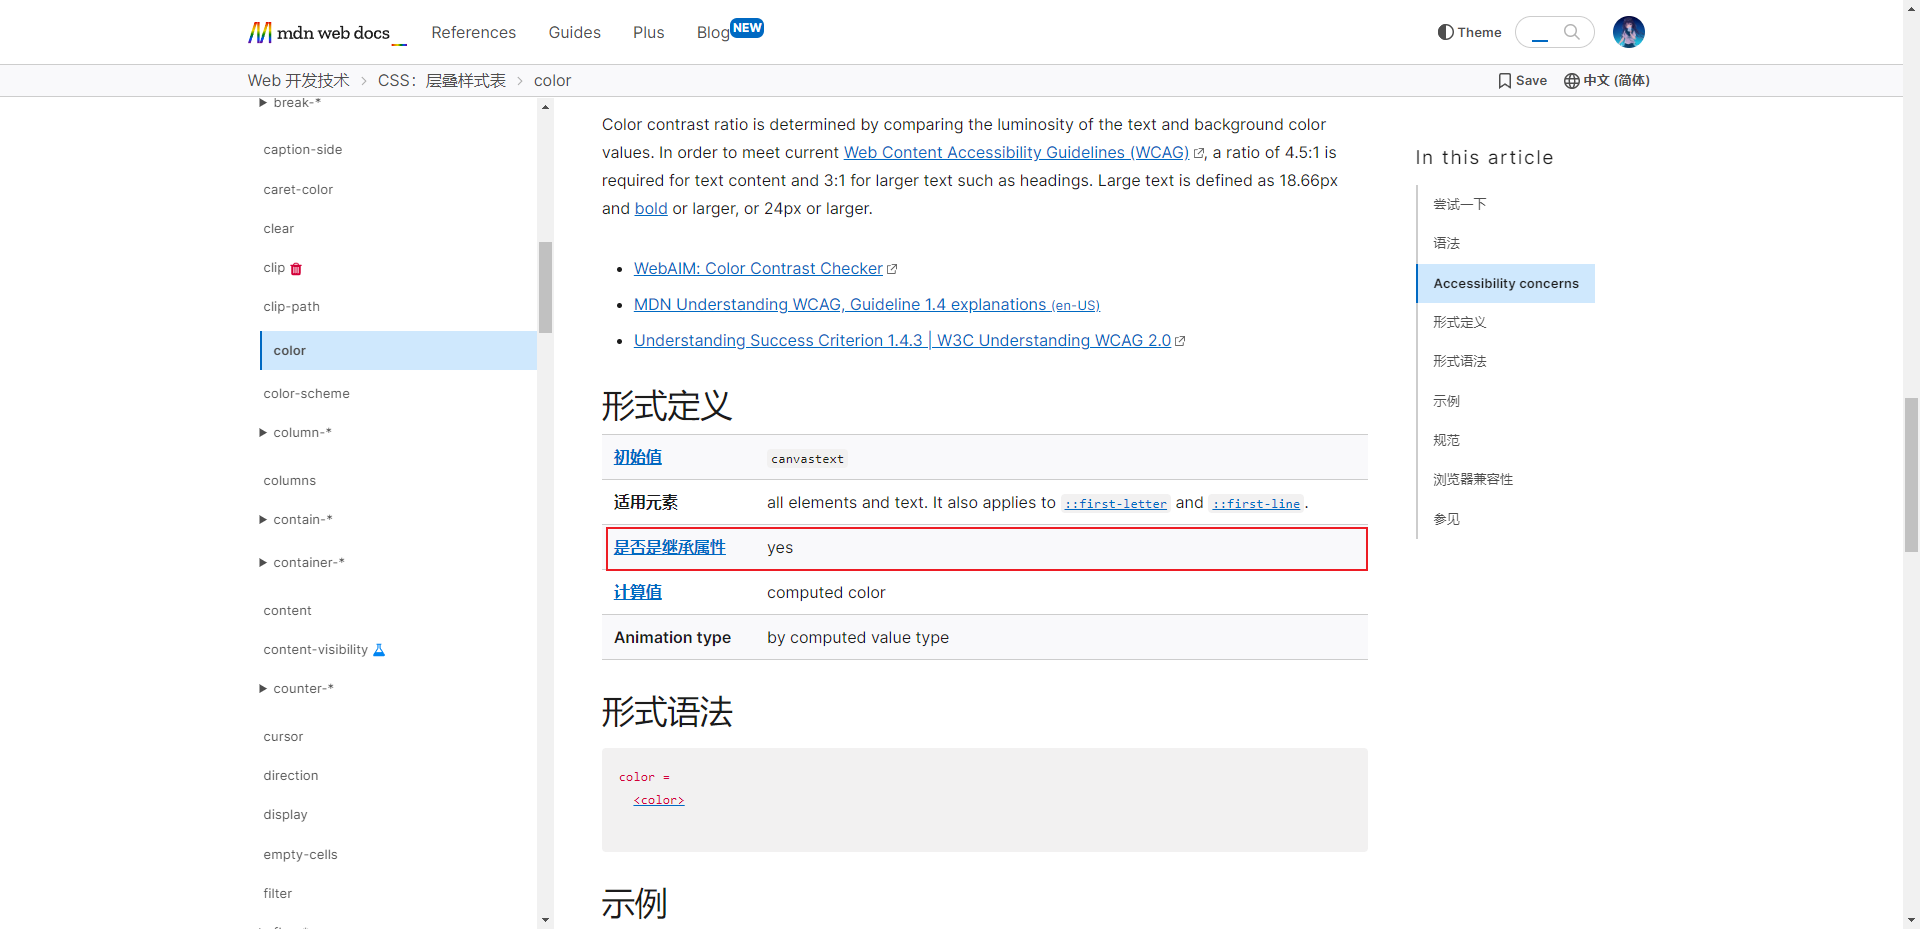 mdn web docs
References
Guides
Plus
Blog NEW
Theme
Web 开发技术 > CSS：层叠样式表 > color
Save
中文 (简体)
break-*
caption-side
caret-color
clear
clip
clip-path
color
color-scheme
column-*
columns
contain-*
container-*
content
content-visibility
counter-*
cursor
direction
display
empty-cells
filter
Color contrast ratio is determined by comparing the luminosity of the text and background color
values. In order to meet current Web Content Accessibility Guidelines (WCAG), a ratio of 4.5:1 is
required for text content and 3:1 for larger text such as headings. Large text is defined as 18.66px
and bold or larger, or 24px or larger.
• WebAIM: Color Contrast Checker
• MDN Understanding WCAG, Guideline 1.4 explanations (en-US)
• Understanding Success Criterion 1.4.3 | W3C Understanding WCAG 2.0
形式定义
初始值 canvastext
适用元素 all elements and text. It also applies to ::first-letter and ::first-line.
是否是继承属性 yes
计算值 computed color
Animation type by computed value type
形式语法
color =
<color>
示例
In this article
尝试一下
语法
Accessibility concerns
形式定义
形式语法
示例
规范
浏览器兼容性
参见